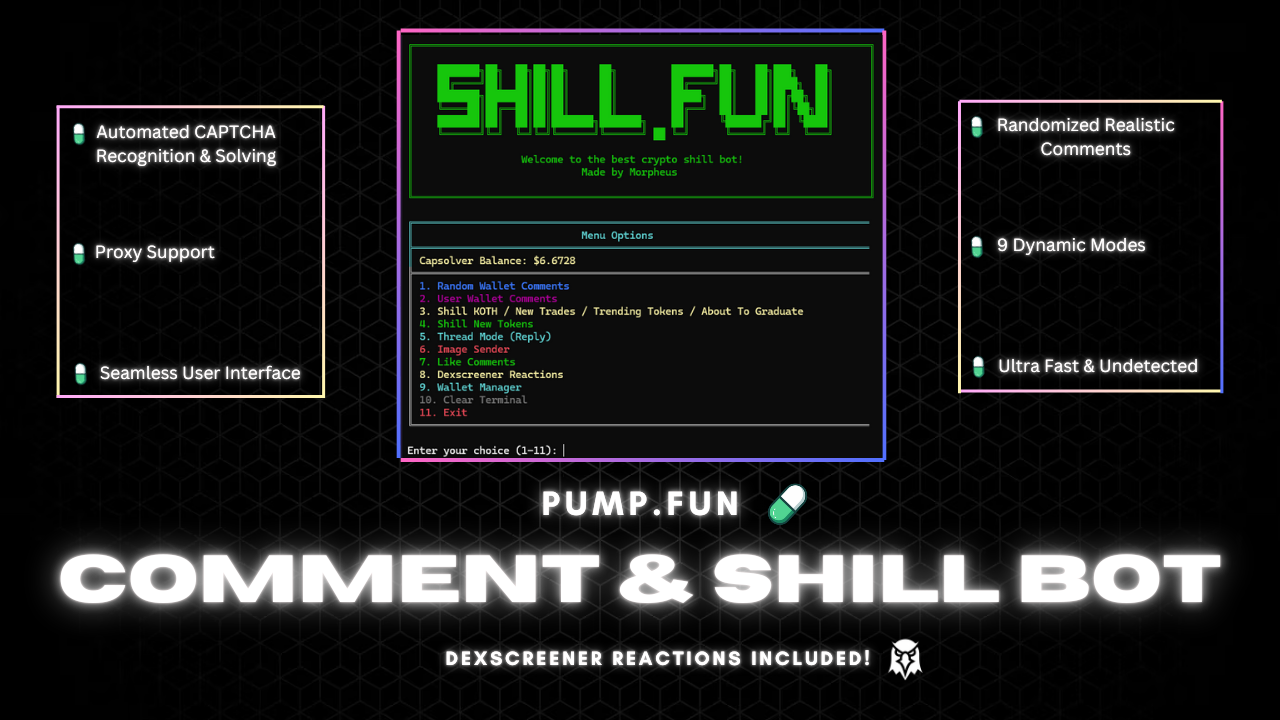 SHILL.FUN
Welcome to the best crypto shill bot!
Made by Morpheus
Automated CAPTCHA
Recognition & Solving
Proxy Support
Seamless User Interface
Menu Options
Capsolver Balance: $6.6728
1. Random Wallet Comments
2. User Wallet Comments
3. Shill KOTH / New Trades / Trending Tokens / About To Graduate
4. Shill New Tokens
5. Thread Mode (Reply)
6. Image Sender
7. Like Comments
8. Dexscreener Reactions
9. Wallet Manager
10. Clear Terminal
11. Exit
Enter your choice (1-11):
Randomized Realistic
Comments
9 Dynamic Modes
Ultra Fast & Undetected
PUMP.FUN
COMMENT & SHILL BOT
DEXSCREENER REACTIONS INCLUDED!